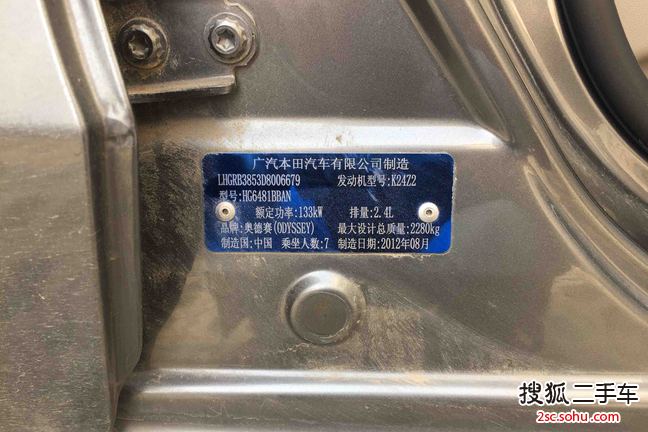 广汽本田汽车有限公司制造
LHGRB3853D8006679 发动机型号:K24Z2
型号:HG6481BBAN
额定功率:133kW 排量:2.4L
品牌:奥德赛(ODYSSEY) 最大设计总质量:2280kg
制造国:中国 乘坐人数:7 制造日期:2012年08月
搜狐二手车
2sc.sohu.com